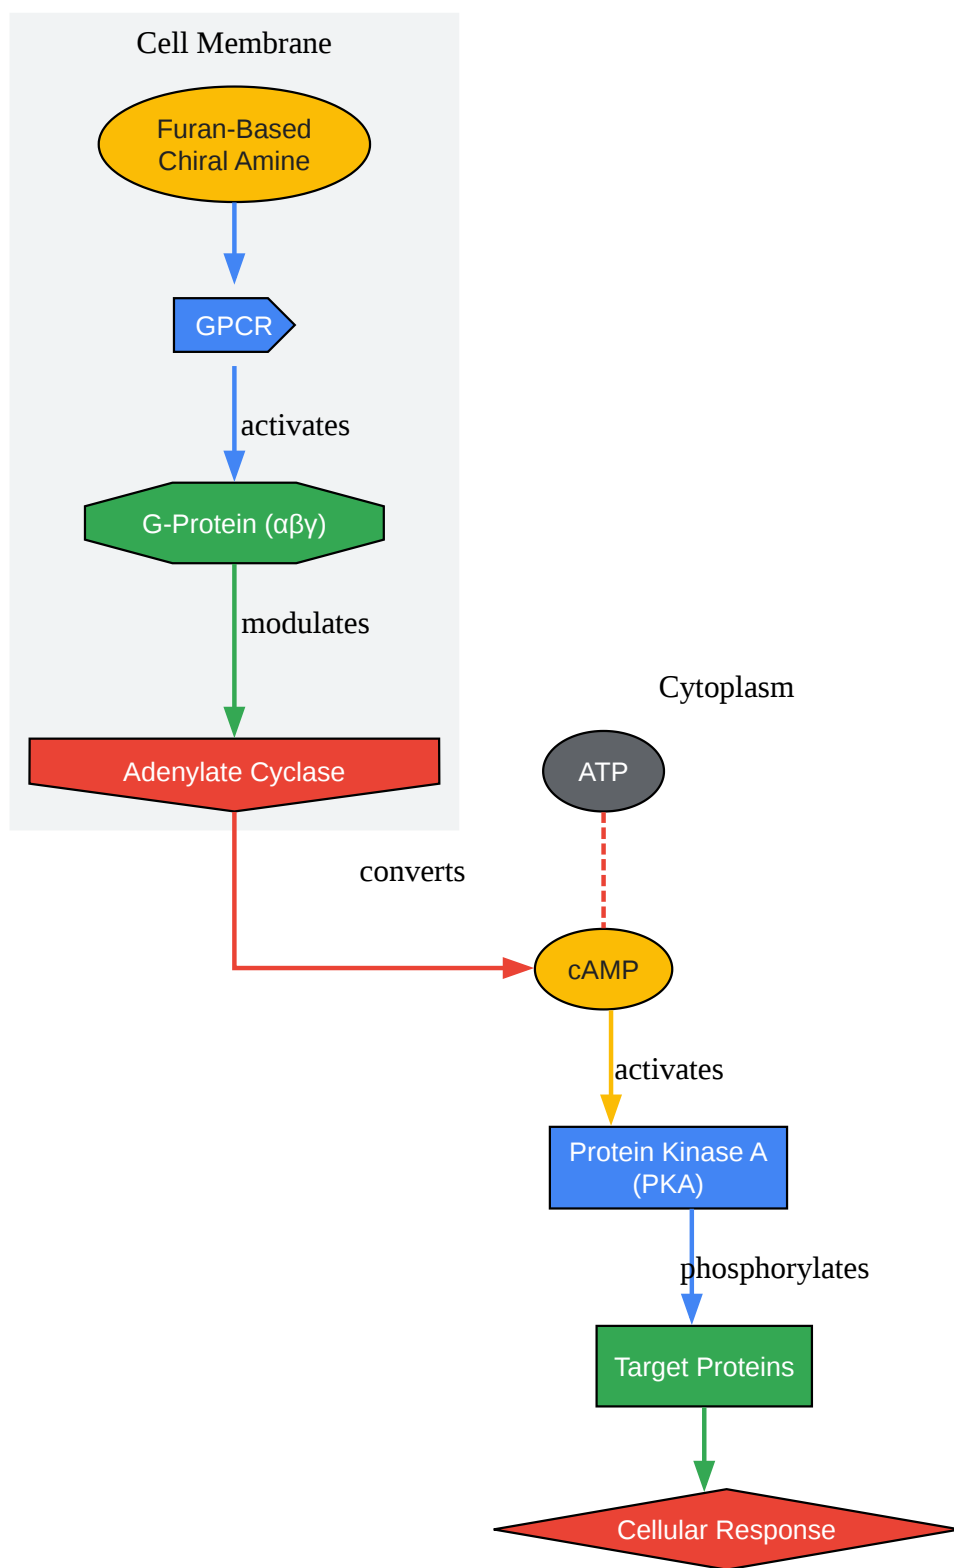 Cell Membrane
Furan-Based
Chiral Amine
GPCR
activates
G-Protein (αβγ)
modulates
Adenylate Cyclase
Cytoplasm
ATP
converts
cAMP
activates
Protein Kinase A
(PKA)
phosphorylates
Target Proteins
Cellular Response